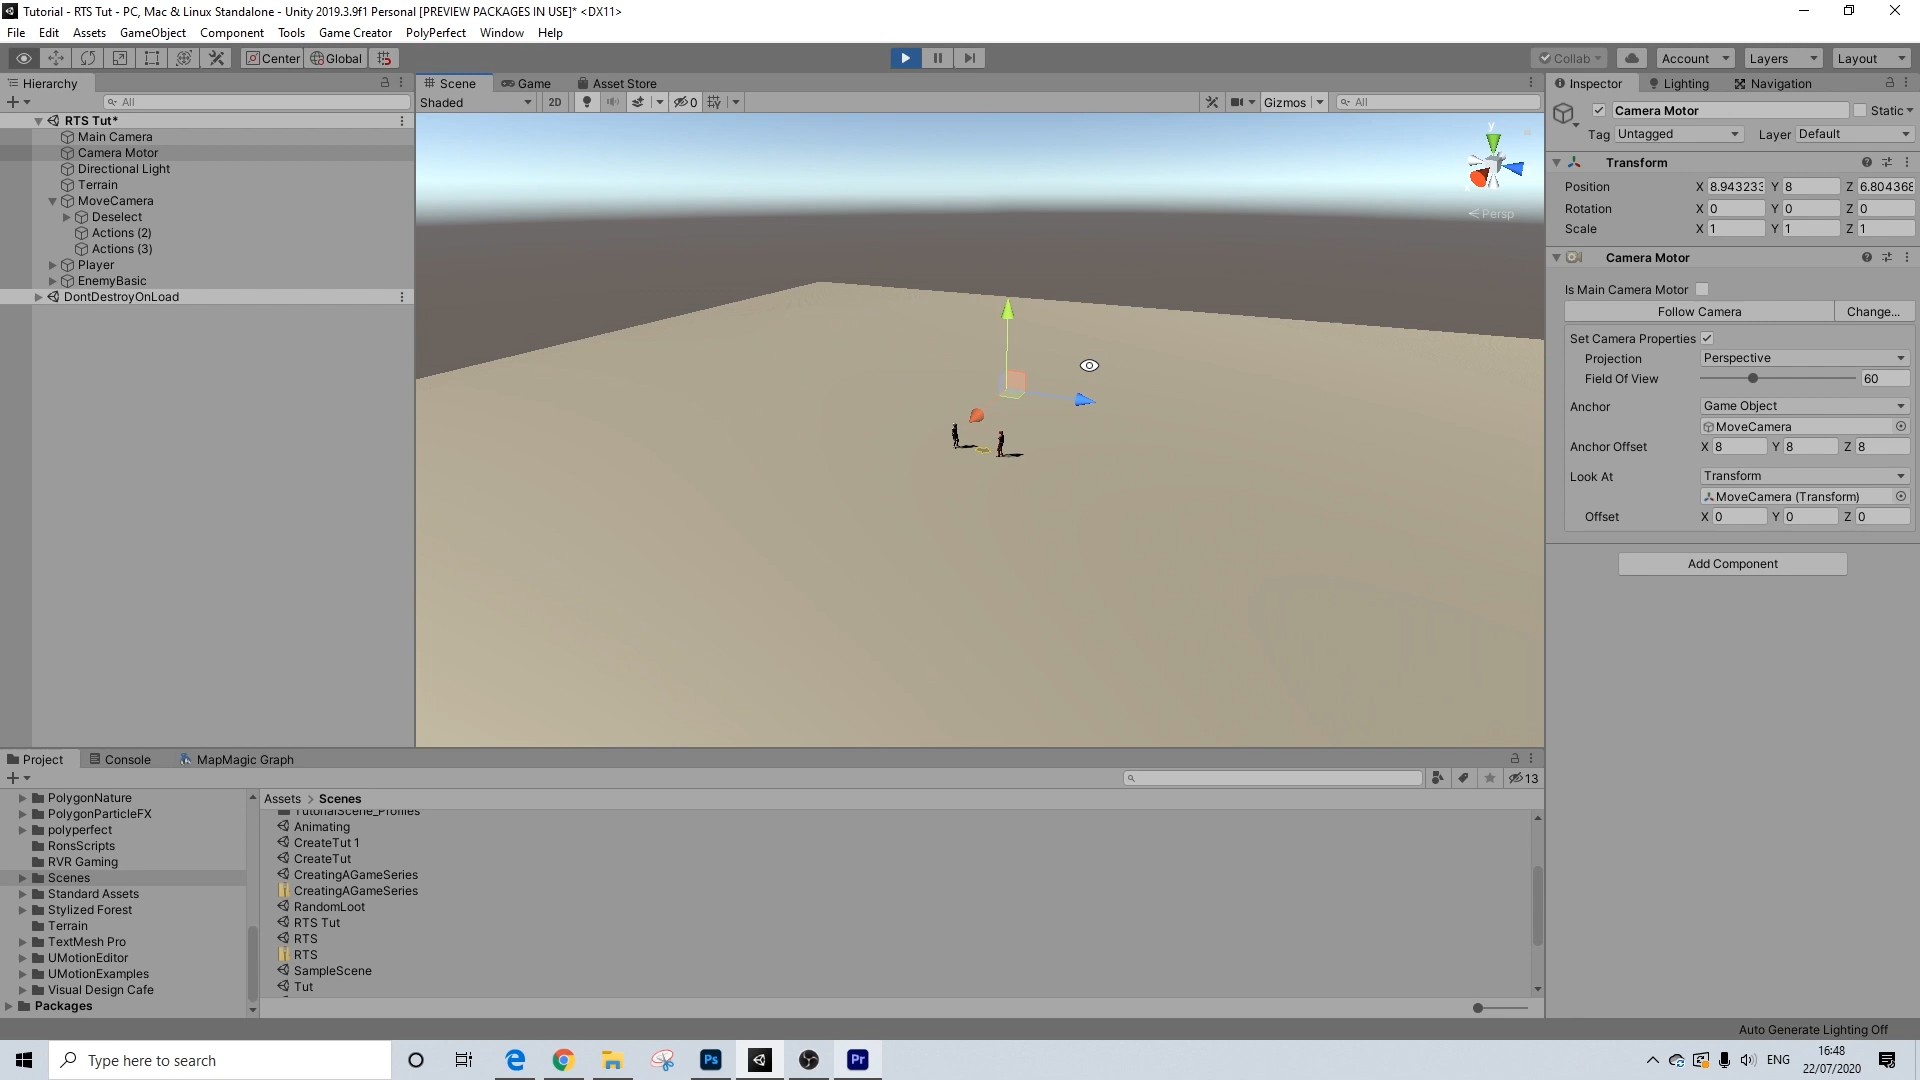 Tutorial - RTS Tut - PC, Mac & Linux Standalone - Unity 2019.3.9f1 Personal [PREVIEW PACKAGES IN USE]* <DX11>
File Edit Assets GameObject Component Tools Game Creator PolyPerfect Window Help
Center Global Collab Account Layers Layout
Hierarchy
All
RTS Tut*
Main Camera
Camera Motor
Directional Light
Terrain
MoveCamera
Deselect
Actions (2)
Actions (3)
Player
EnemyBasic
DontDestroyOnLoad
Scene Game Asset Store
Shaded 2D 0 Gizmos All
y
Persp
Inspector Lighting Navigation
Camera Motor Static
Tag Untagged Layer Default
Transform
Position X 8.943233 Y 8 Z 6.804368
Rotation X 0 Y 0 Z 0
Scale X 1 Y 1 Z 1
Camera Motor
Is Main Camera Motor
Follow Camera Change...
Set Camera Properties
Projection Perspective
Field Of View 60
Anchor Game Object
MoveCamera
Anchor Offset X 8 Y 8 Z 8
Look At Transform
MoveCamera (Transform)
Offset X 0 Y 0 Z 0
Add Component
Project Console MapMagic Graph
13
PolygonNature
PolygonParticleFX
polyperfect
RonsScripts
RVR Gaming
Scenes
Standard Assets
Stylized Forest
Terrain
TextMesh Pro
UMotionEditor
UMotionExamples
Visual Design Cafe
Packages
Assets > Scenes
TutorialScene_Profiles
Animating
CreateTut 1
CreateTut
CreatingAGameSeries
CreatingAGameSeries
RandomLoot
RTS Tut
RTS
RTS
SampleScene
Tut
Auto Generate Lighting Off
Type here to search
Ps
Pr
ENG
16:48
22/07/2020